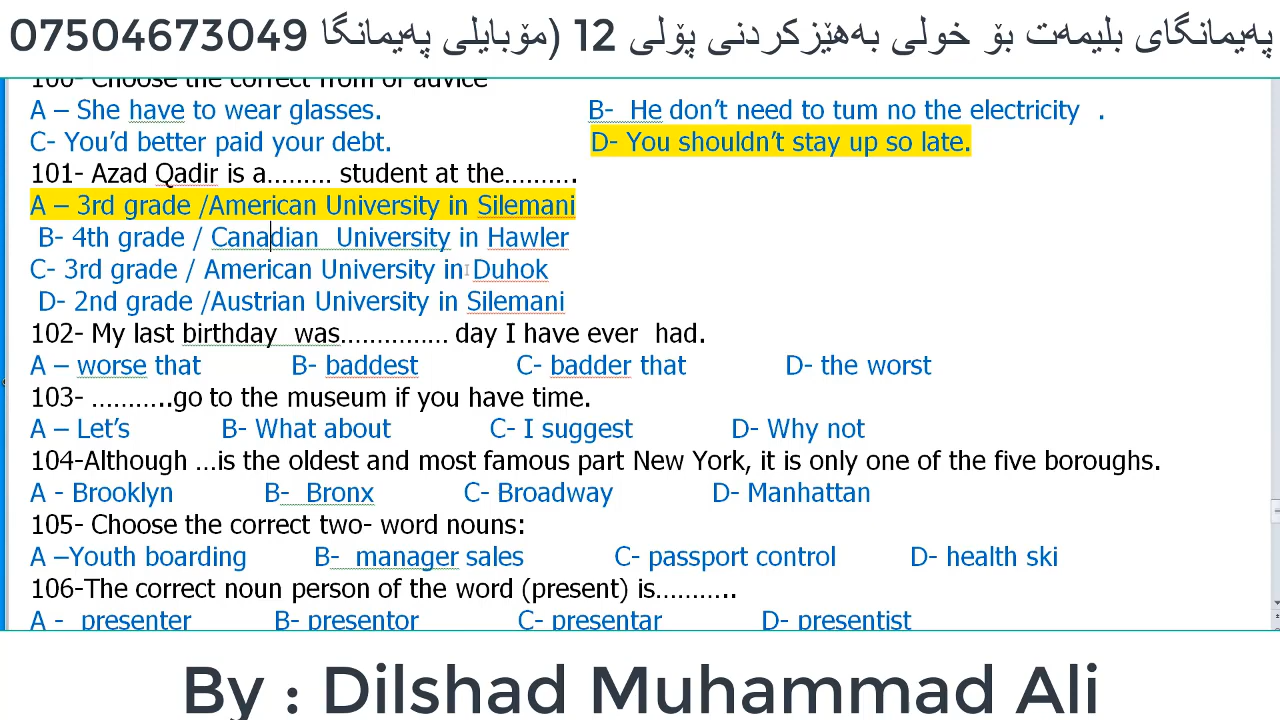 پەیمانگای بلیمەت بۆ خولی بەهێزکردنی پۆلی 12 (مۆبایلی پەیمانگا 07504673049
100- Choose the correct from of advice
A – She have to wear glasses. B- He don't need to tum no the electricity .
C- You'd better paid your debt. D- You shouldn't stay up so late.
101- Azad Qadir is a……… student at the……….
A – 3rd grade /American University in Silemani
B- 4th grade / Canadian University in Hawler
C- 3rd grade / American University in Duhok
D- 2nd grade /Austrian University in Silemani
102- My last birthday was…………… day I have ever had.
A – worse that B- baddest C- badder that D- the worst
103- ………..go to the museum if you have time.
A – Let's B- What about C- I suggest D- Why not
104-Although …is the oldest and most famous part New York, it is only one of the five boroughs.
A - Brooklyn B- Bronx C- Broadway D- Manhattan
105- Choose the correct two- word nouns:
A –Youth boarding B- manager sales C- passport control D- health ski
106-The correct noun person of the word (present) is………..
A - presenter B- presentor C- presentar D- presentist
By : Dilshad Muhammad Ali